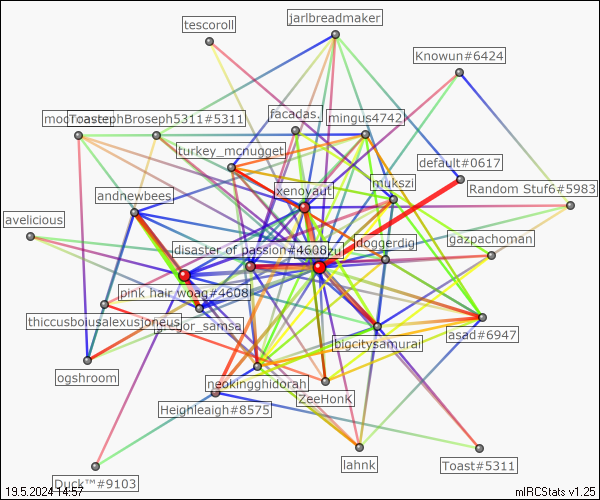 jarlbreadmaker
tescoroll
Knowun#6424
facadas.
mingus4742
ToastephBroseph5311#5311
turkey_mcnugget
default#0617
xenoyaut
mukszi
Random Stuf6#5983
andnewbees
avelicious
disaster of passion#4608
doggerdig
gazpachoman
pink hair woag#4608
thiccusboiusalexusjoneus
gregor_samsa
bigcitysamurai
asad#6947
ogshroom
neokingghidorah
ZeeHonK
Heighleaigh#8575
lahnk
Toast#5311
Duck™#9103
19.5.2024 14:57
mIRCStats v1.25